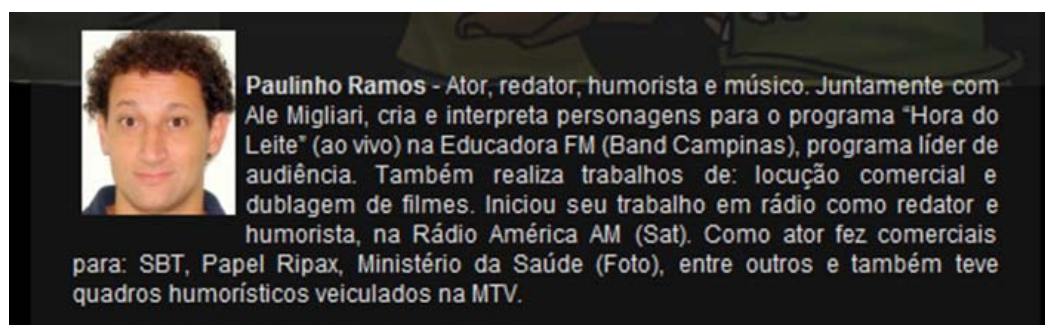 Paulinho Ramos - Ator, redator, humorista e músico. Juntamente com
Ale Migliari, cria e interpreta personagens para o programa “Hora do
Leite” (ao vivo) na Educadora FM (Band Campinas), programa líder de
audiência. Também realiza trabalhos de: locução comercial e
dublagem de filmes. Iniciou seu trabalho em rádio como redator e
humorista, na Rádio América AM (Sat). Como ator fez comerciais
para: SBT, Papel Ripax, Ministério da Saúde (Foto), entre outros e também teve
quadros humorísticos veiculados na MTV.